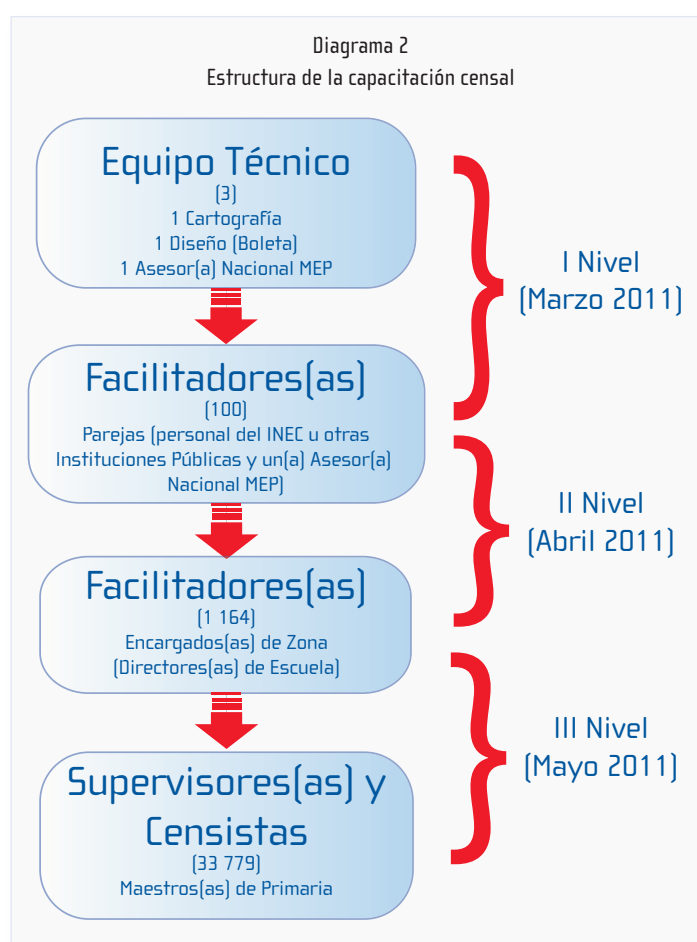 Diagrama 2
Estructura de la capacitación censal
Equipo Técnico
(3)
1 Cartografía
1 Diseño (Boleta)
1 Asesor(a) Nacional MEP
I Nivel
(Marzo 2011)
Facilitadores(as)
(100)
Parejas (personal del INEC u otras
Instituciones Públicas y un(a) Asesor(a)
Nacional MEP)
II Nivel
(Abril 2011)
Facilitadores(as)
(1 164)
Encargados(as) de Zona
(Directores(as) de Escuela)
III Nivel
(Mayo 2011)
Supervisores(as) y
Censistas
(33 779)
Maestros(as) de Primaria